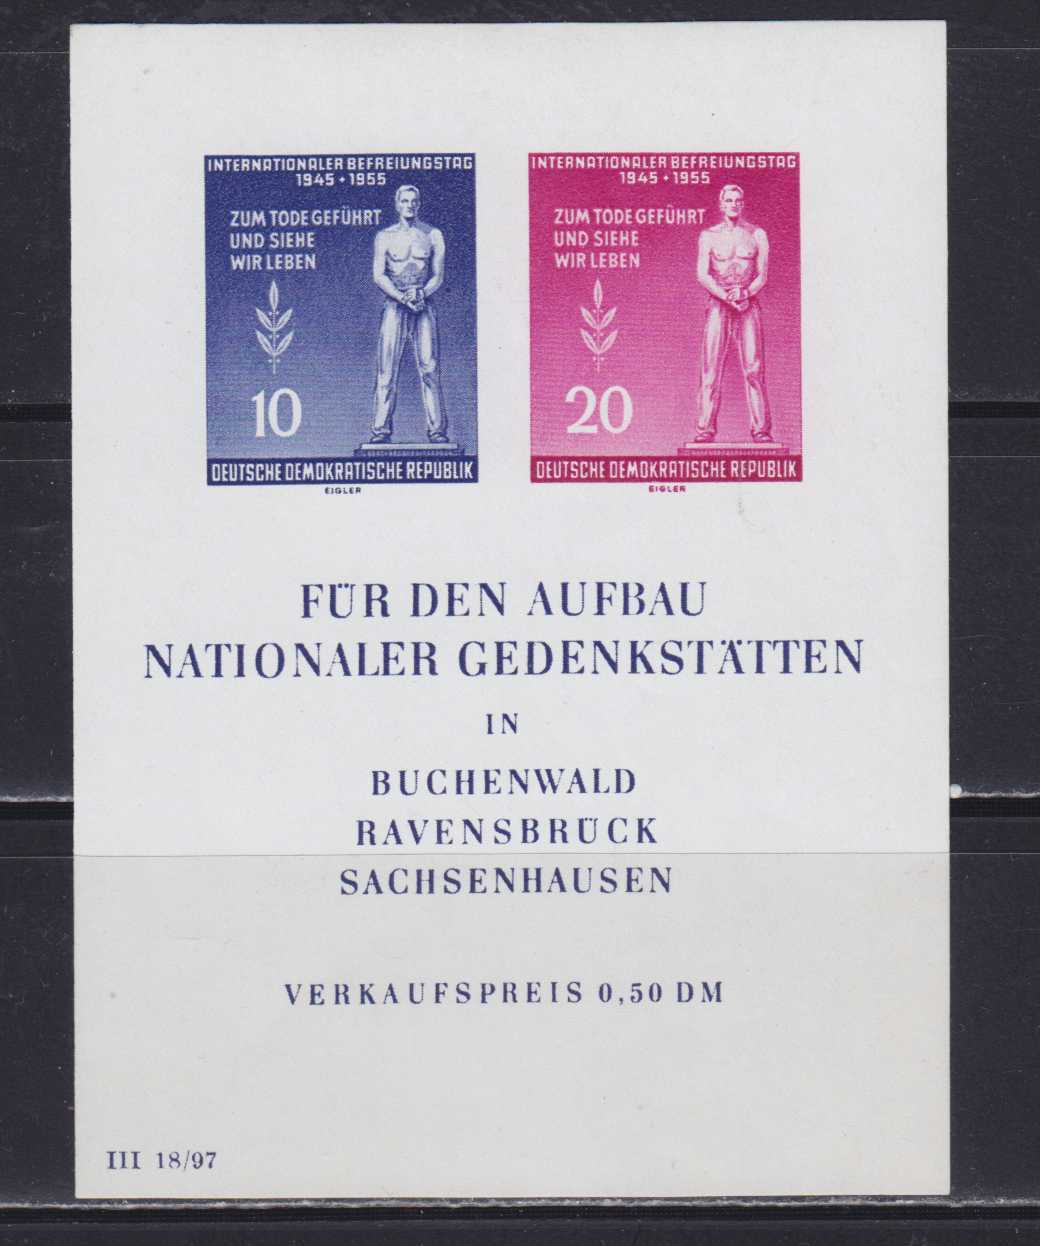 INTERNATIONALER BEFREIUNGSTAG
1945 • 1955
ZUM TODE GEFÜHRT
UND SIEHE
WIR LEBEN
10
DEUTSCHE DEMOKRATISCHE REPUBLIK
EIGLER
INTERNATIONALER BEFREIUNGSTAG
1945 • 1955
ZUM TODE GEFÜHRT
UND SIEHE
WIR LEBEN
20
DEUTSCHE DEMOKRATISCHE REPUBLIK
EIGLER
FÜR DEN AUFBAU
NATIONALER GEDENKSTÄTTEN
IN
BUCHENWALD
RAVENSBRÜCK
SACHSENHAUSEN
VERKAUFSPREIS 0,50 DM
III 18/97